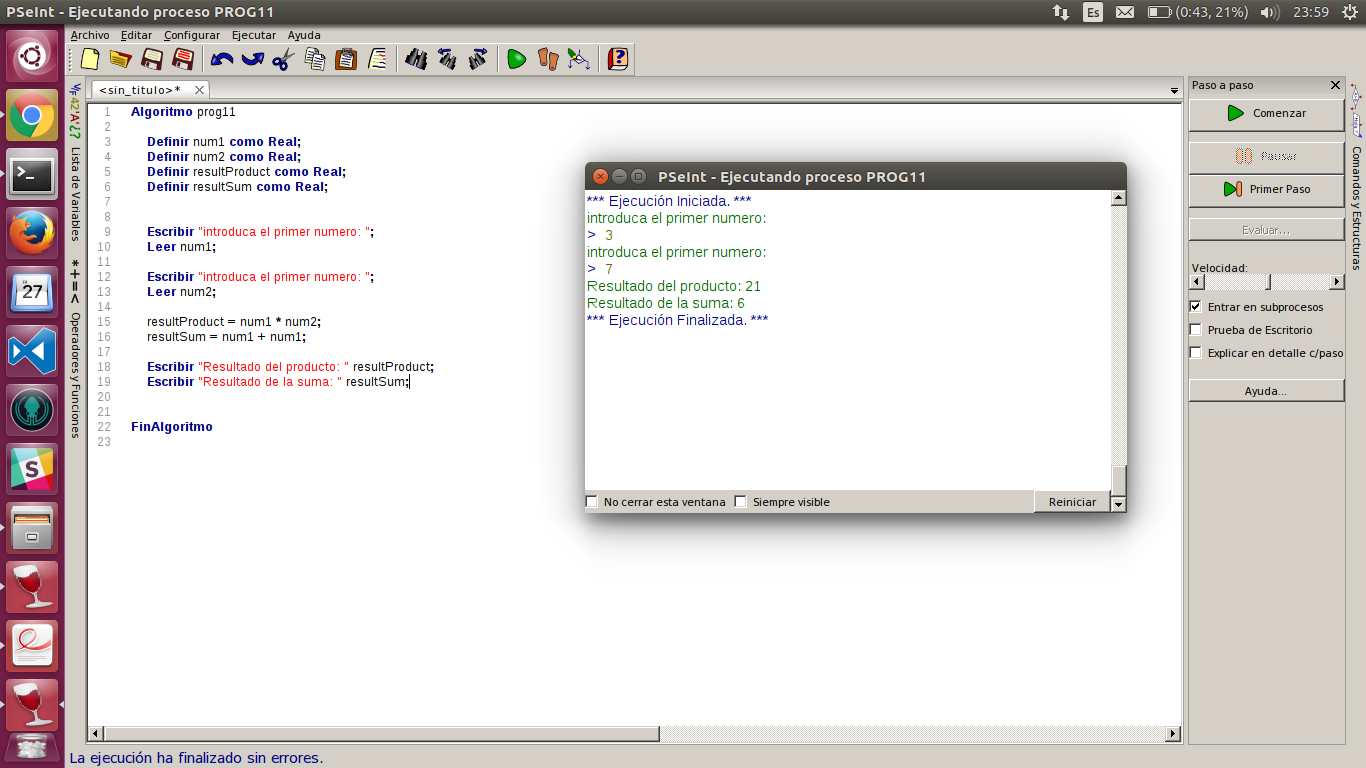 PSeInt - Ejecutando proceso PROG11
Es
(0:43, 21%)
23:59
Archivo Editar Configurar Ejecutar Ayuda
<sin_titulo>*
1 Algoritmo prog11
2
3 Definir num1 como Real;
4 Definir num2 como Real;
5 Definir resultProduct como Real;
6 Definir resultSum como Real;
7
8
9 Escribir "introduca el primer numero: ";
10 Leer num1;
11
12 Escribir "introduca el primer numero: ";
13 Leer num2;
14
15 resultProduct = num1 * num2;
16 resultSum = num1 + num1;
17
18 Escribir "Resultado del producto: " resultProduct;
19 Escribir "Resultado de la suma: " resultSum;
20
21
22 FinAlgoritmo
23
Lista de Variables
*+=<
Operadores y Funciones
27
PSeInt - Ejecutando proceso PROG11
*** Ejecución Iniciada. ***
introduca el primer numero:
> 3
introduca el primer numero:
> 7
Resultado del producto: 21
Resultado de la suma: 6
*** Ejecución Finalizada. ***
No cerrar esta ventana
Siempre visible
Reiniciar
Paso a paso
Comenzar
Pausar
Primer Paso
Evaluar...
Velocidad:
Entrar en subprocesos
Prueba de Escritorio
Explicar en detalle c/paso
Ayuda...
Comandos y Estructuras
La ejecución ha finalizado sin errores.